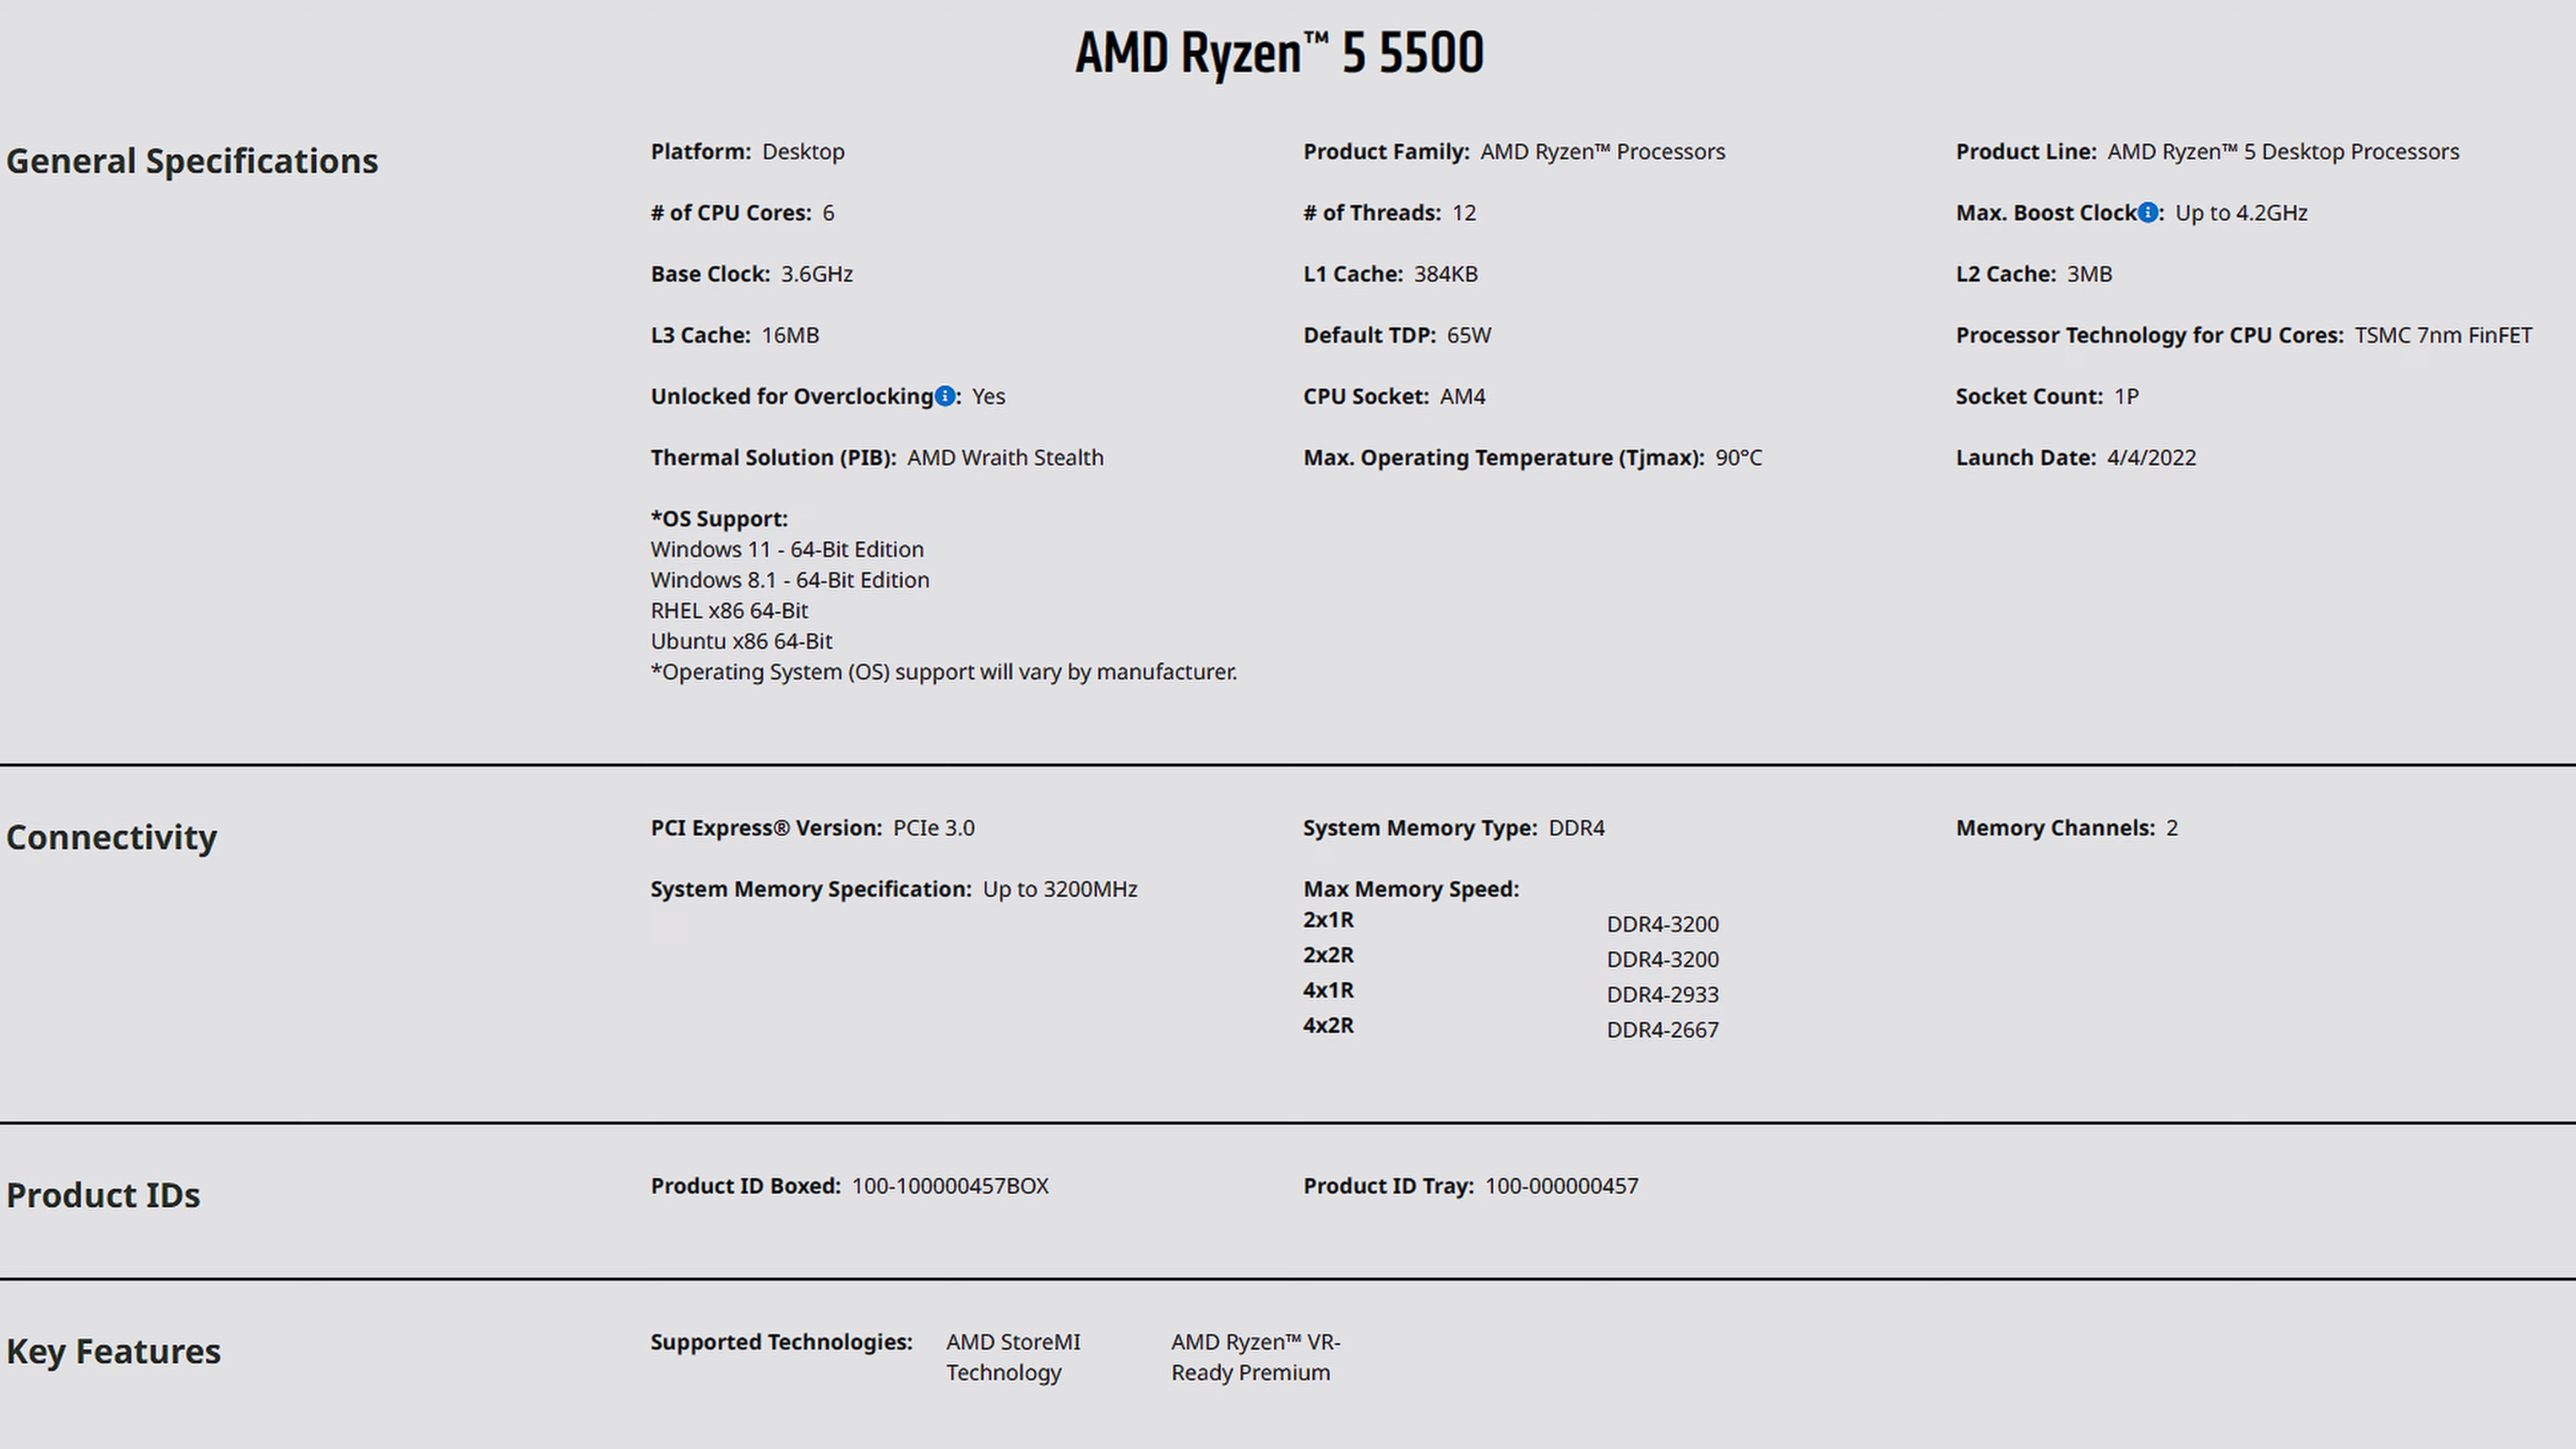 AMD Ryzen™ 5 5500
General Specifications
Platform: Desktop
Product Family: AMD Ryzen™ Processors
Product Line: AMD Ryzen™ 5 Desktop Processors
# of CPU Cores: 6
# of Threads: 12
Max. Boost Clock: Up to 4.2GHz
Base Clock: 3.6GHz
L1 Cache: 384KB
L2 Cache: 3MB
L3 Cache: 16MB
Default TDP: 65W
Processor Technology for CPU Cores: TSMC 7nm FinFET
Unlocked for Overclocking: Yes
CPU Socket: AM4
Socket Count: 1P
Thermal Solution (PIB): AMD Wraith Stealth
Max. Operating Temperature (Tjmax): 90°C
Launch Date: 4/4/2022
*OS Support:
Windows 11 - 64-Bit Edition
Windows 8.1 - 64-Bit Edition
RHEL x86 64-Bit
Ubuntu x86 64-Bit
*Operating System (OS) support will vary by manufacturer.
Connectivity
PCI Express® Version: PCIe 3.0
System Memory Type: DDR4
Memory Channels: 2
System Memory Specification: Up to 3200MHz
Max Memory Speed:
2x1R DDR4-3200
2x2R DDR4-3200
4x1R DDR4-2933
4x2R DDR4-2667
Product IDs
Product ID Boxed: 100-100000457BOX
Product ID Tray: 100-000000457
Key Features
Supported Technologies:
AMD StoreMI
Technology
AMD Ryzen™ VR-
Ready Premium